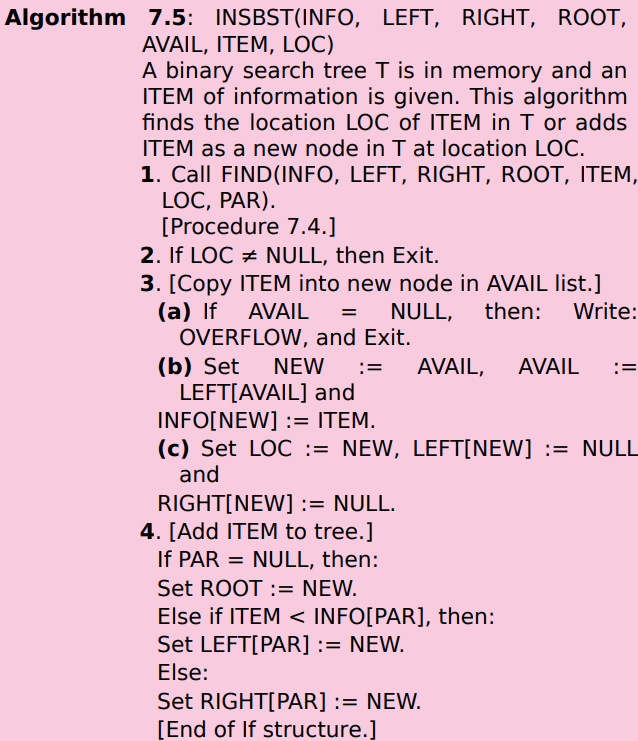 Algorithm 7.5: INSBST(INFO, LEFT, RIGHT, ROOT,
AVAIL, ITEM, LOC)
A binary search tree T is in memory and an
ITEM of information is given. This algorithm
finds the location LOC of ITEM in T or adds
ITEM as a new node in T at location LOC.
1. Call FIND(INFO, LEFT, RIGHT, ROOT, ITEM,
LOC, PAR).
[Procedure 7.4.]
2. If LOC ≠ NULL, then Exit.
3. [Copy ITEM into new node in AVAIL list.]
(a) If AVAIL = NULL, then: Write:
OVERFLOW, and Exit.
(b) Set NEW := AVAIL, AVAIL :=
LEFT[AVAIL] and
INFO[NEW] := ITEM.
(c) Set LOC := NEW, LEFT[NEW] := NULL
and
RIGHT[NEW] := NULL.
4. [Add ITEM to tree.]
If PAR = NULL, then:
Set ROOT := NEW.
Else if ITEM < INFO[PAR], then:
Set LEFT[PAR] := NEW.
Else:
Set RIGHT[PAR] := NEW.
[End of If structure.]